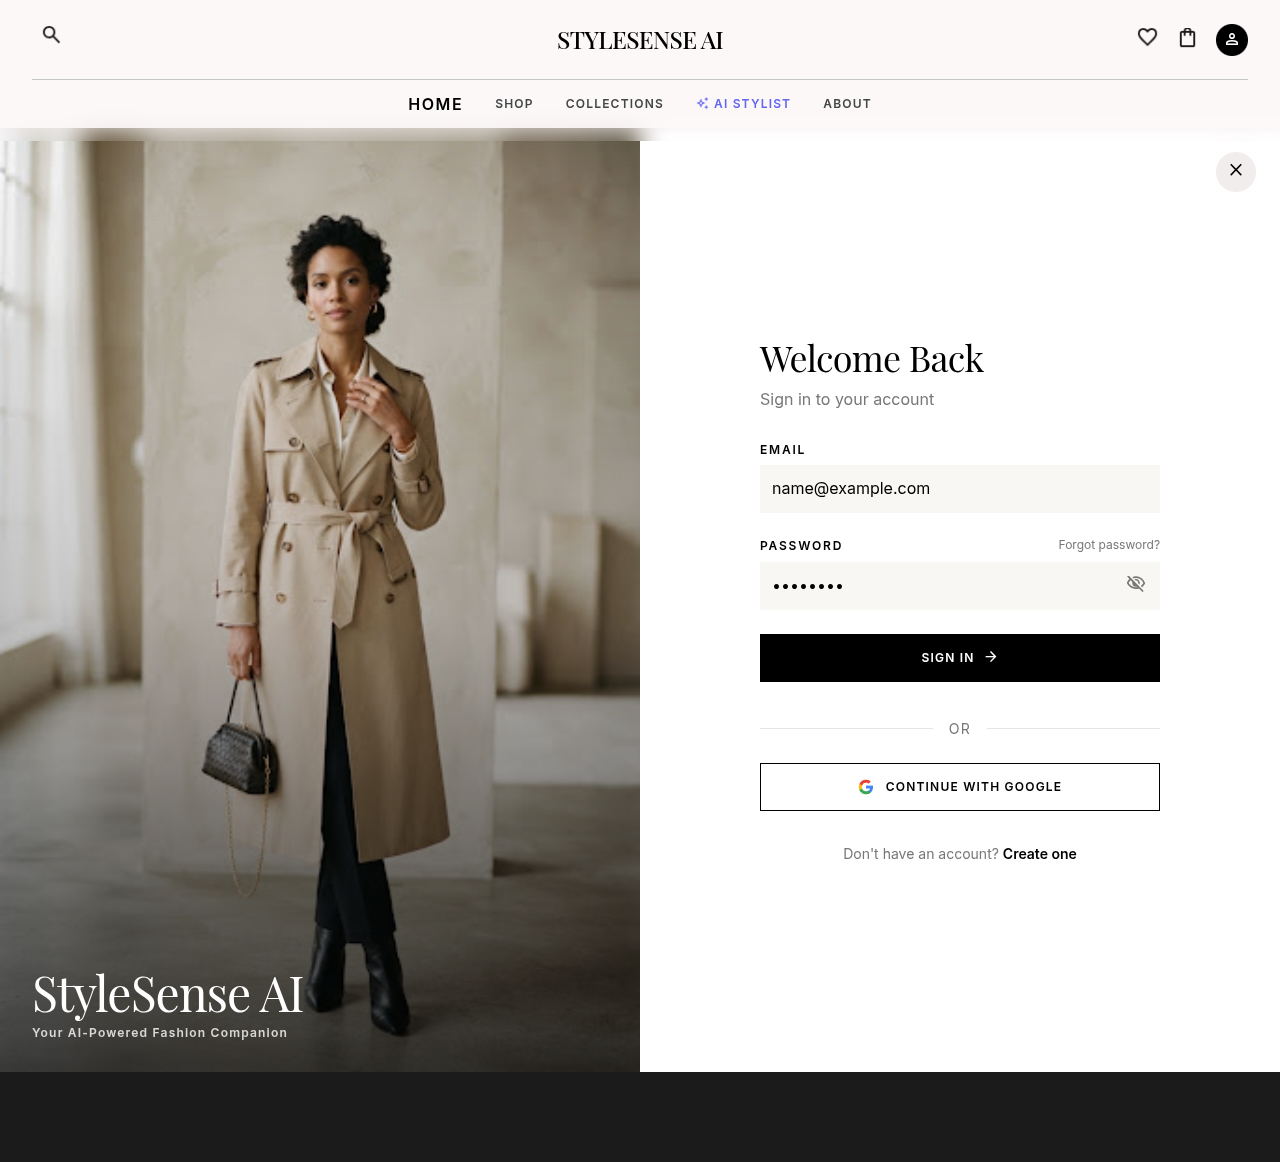 STYLESENSE AI
HOME SHOP COLLECTIONS AI STYLIST ABOUT
Welcome Back
Sign in to your account
EMAIL
name@example.com
PASSWORD Forgot password?
••••••••
SIGN IN
OR
CONTINUE WITH GOOGLE
Don't have an account? Create one
StyleSense AI
Your AI-Powered Fashion Companion